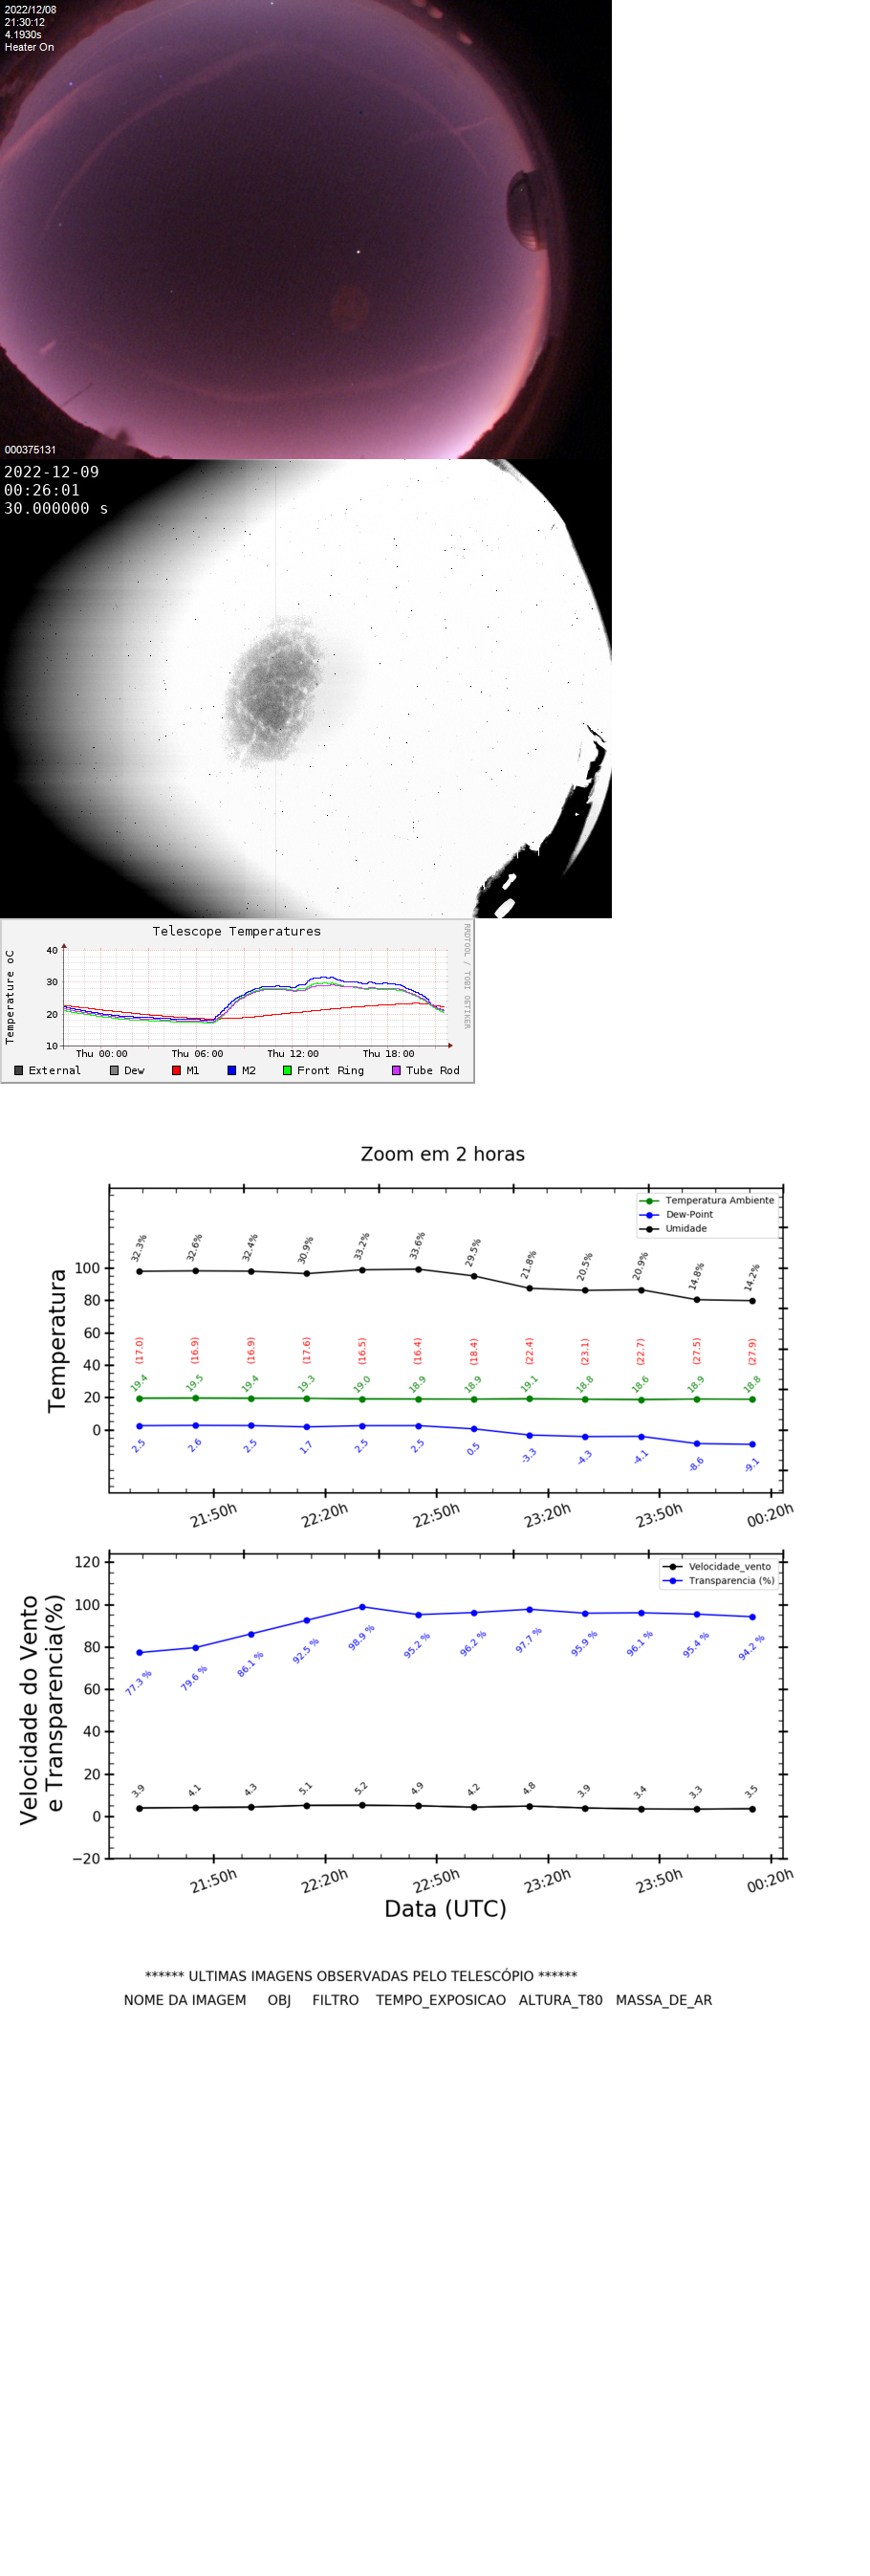 2022/12/08
21:30:12
4.1930s
Heater On
000375131
2022-12-09
00:26:01
30.000000 s
Telescope Temperatures
RRDTOOL / TOBI OETIKER
Temperature oC
40
30
20
10
Thu 00:00 Thu 06:00 Thu 12:00 Thu 18:00
External Dew M1 M2 Front Ring Tube Rod
Zoom em 2 horas
Temperatura Ambiente
Dew-Point
Umidade
Temperatura
100
80
60
40
20
0
32.3% 32.6% 32.4% 30.9% 33.2% 33.6% 29.5% 21.8% 20.5% 20.9% 14.8% 14.2%
(17.0) (16.9) (16.9) (17.6) (16.5) (16.4) (18.4) (22.4) (23.1) (22.7) (27.5) (27.9)
19.4 19.5 19.4 19.3 19.0 18.9 18.9 19.1 18.8 18.6 18.9 18.8
2.5 2.6 2.5 1.7 2.5 2.5 0.5 -3.3 -4.3 -4.1 -8.6 -9.1
21:50h 22:20h 22:50h 23:20h 23:50h 00:20h
Velocidade_vento
Transparencia (%)
Velocidade do Vento
e Transparencia(%)
120
100
80
60
40
20
0
−20
77.3 % 79.6 % 86.1 % 92.5 % 98.9 % 95.2 % 96.2 % 97.7 % 95.9 % 96.1 % 95.4 % 94.2 %
3.9 4.1 4.3 5.1 5.2 4.9 4.2 4.8 3.9 3.4 3.3 3.5
21:50h 22:20h 22:50h 23:20h 23:50h 00:20h
Data (UTC)
****** ULTIMAS IMAGENS OBSERVADAS PELO TELESCÓPIO ******
NOME DA IMAGEM OBJ FILTRO TEMPO_EXPOSICAO ALTURA_T80 MASSA_DE_AR